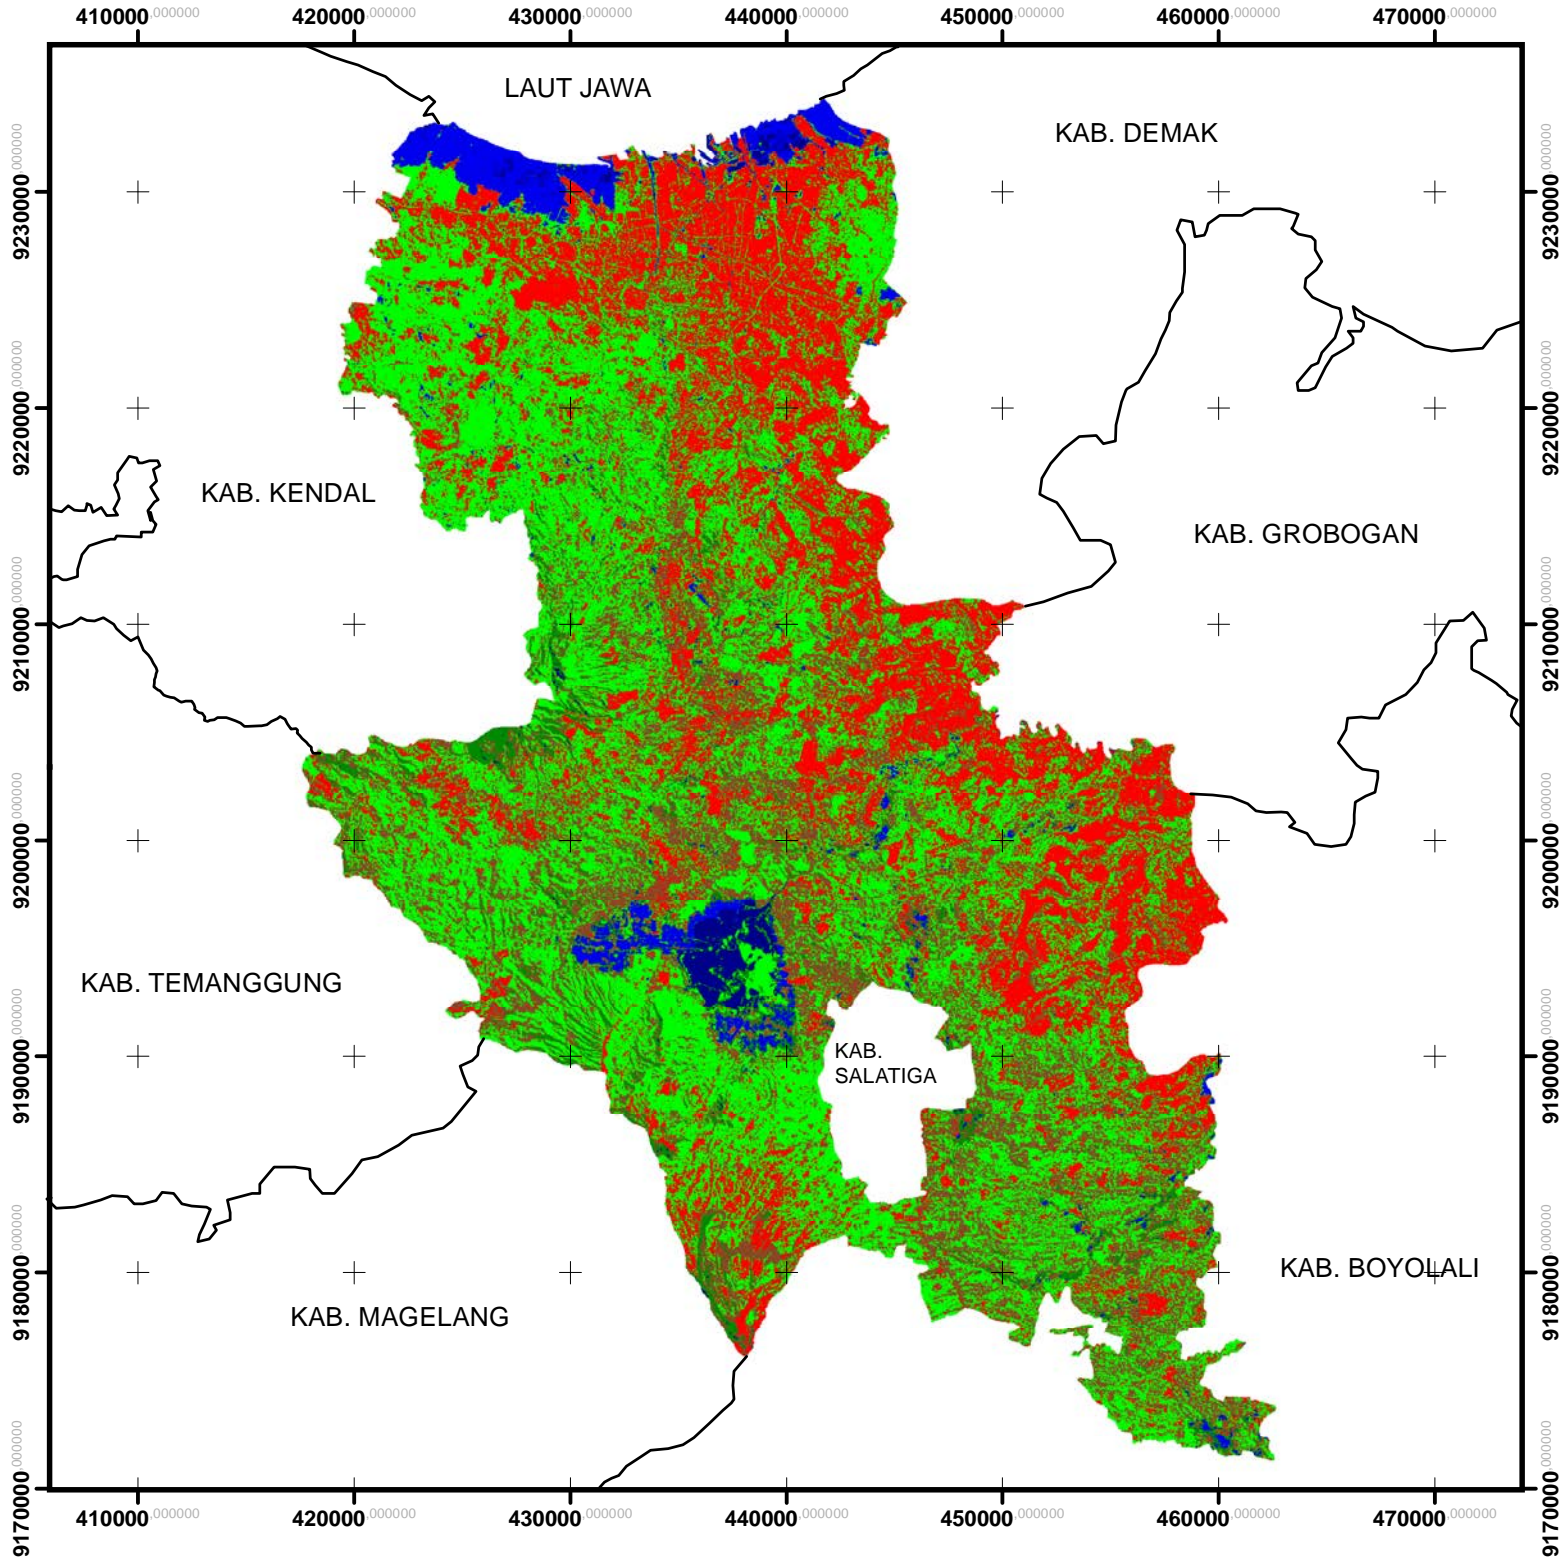 410000,000000 420000,000000 430000,000000 440000,000000 450000,000000 460000,000000 470000,000000
LAUT JAWA
KAB. DEMAK
9230000,000000 9230000,000000
9220000,000000 9220000,000000
KAB. KENDAL
KAB. GROBOGAN
9210000,000000 9210000,000000
9200000,000000 9200000,000000
KAB. TEMANGGUNG
KAB.
SALATIGA
9190000,000000 9190000,000000
KAB. BOYOLALI
9180000,000000 9180000,000000
KAB. MAGELANG
9170000,000000 9170000,000000
410000,000000 420000,000000 430000,000000 440000,000000 450000,000000 460000,000000 470000,000000